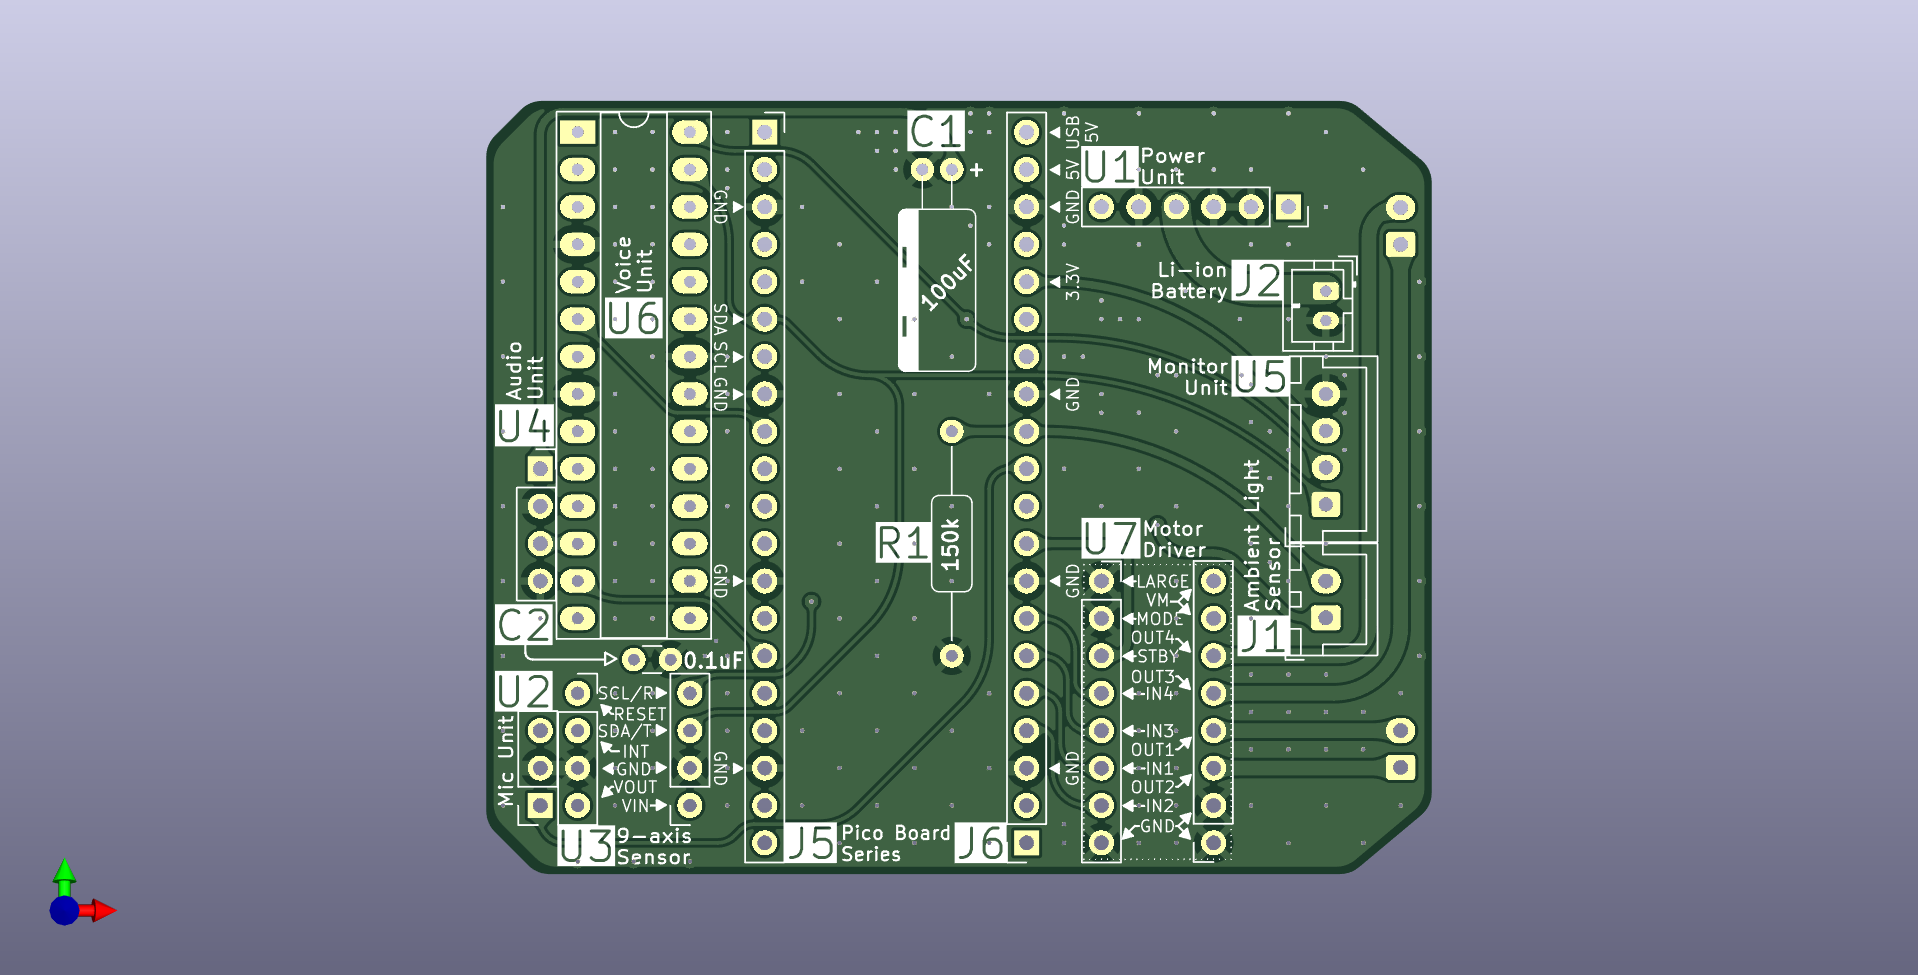 C1
+
100uF
USB
5V
5V
GND
3.3V
GND
GND
GND
U1
Power
Unit
Li-ion
Battery
J2
Monitor
Unit
U5
Voice
Unit
U6
GND
SDA
SCL
GND
GND
GND
Audio
Unit
U4
R1
150k
U7
Motor
Driver
Ambient Light
Sensor
J1
LARGE
VM
MODE
OUT4
STBY
OUT3
IN4
IN3
OUT1
IN1
OUT2
IN2
GND
C2
0.1uF
U2
Mic Unit
SCL/R
RESET
SDA/T
INT
GND
VOUT
VIN
U3
9-axis
Sensor
J5
Pico Board
Series
J6